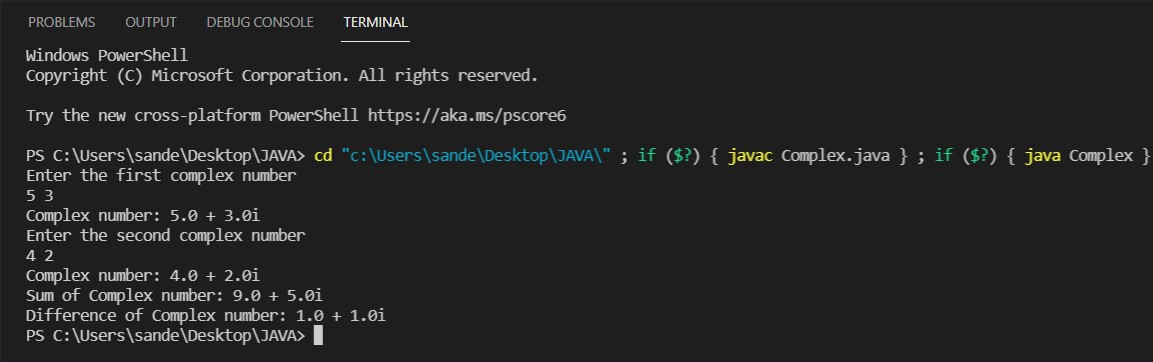 PROBLEMS OUTPUT DEBUG CONSOLE TERMINAL
Windows PowerShell
Copyright (C) Microsoft Corporation. All rights reserved.
Try the new cross-platform PowerShell https://aka.ms/pscore6
PS C:\Users\sande\Desktop\JAVA> cd "c:\Users\sande\Desktop\JAVA\" ; if ($?) { javac Complex.java } ; if ($?) { java Complex }
Enter the first complex number
5 3
Complex number: 5.0 + 3.0i
Enter the second complex number
4 2
Complex number: 4.0 + 2.0i
Sum of Complex number: 9.0 + 5.0i
Difference of Complex number: 1.0 + 1.0i
PS C:\Users\sande\Desktop\JAVA>